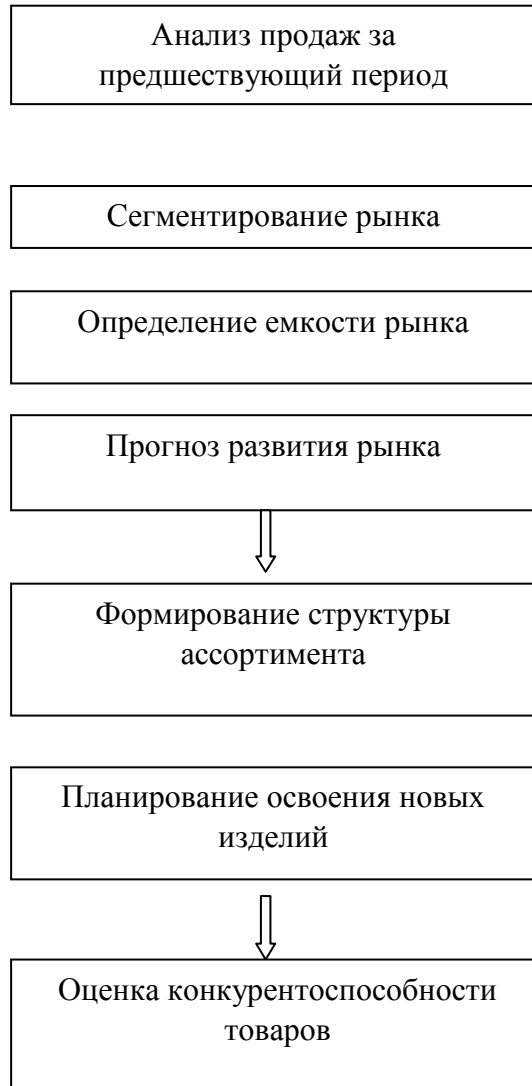 Анализ продаж за
предшествующий период
Сегментирование рынка
Определение емкости рынка
Прогноз развития рынка
Формирование структуры
ассортимента
Планирование освоения новых
изделий
Оценка конкурентоспособности
товаров